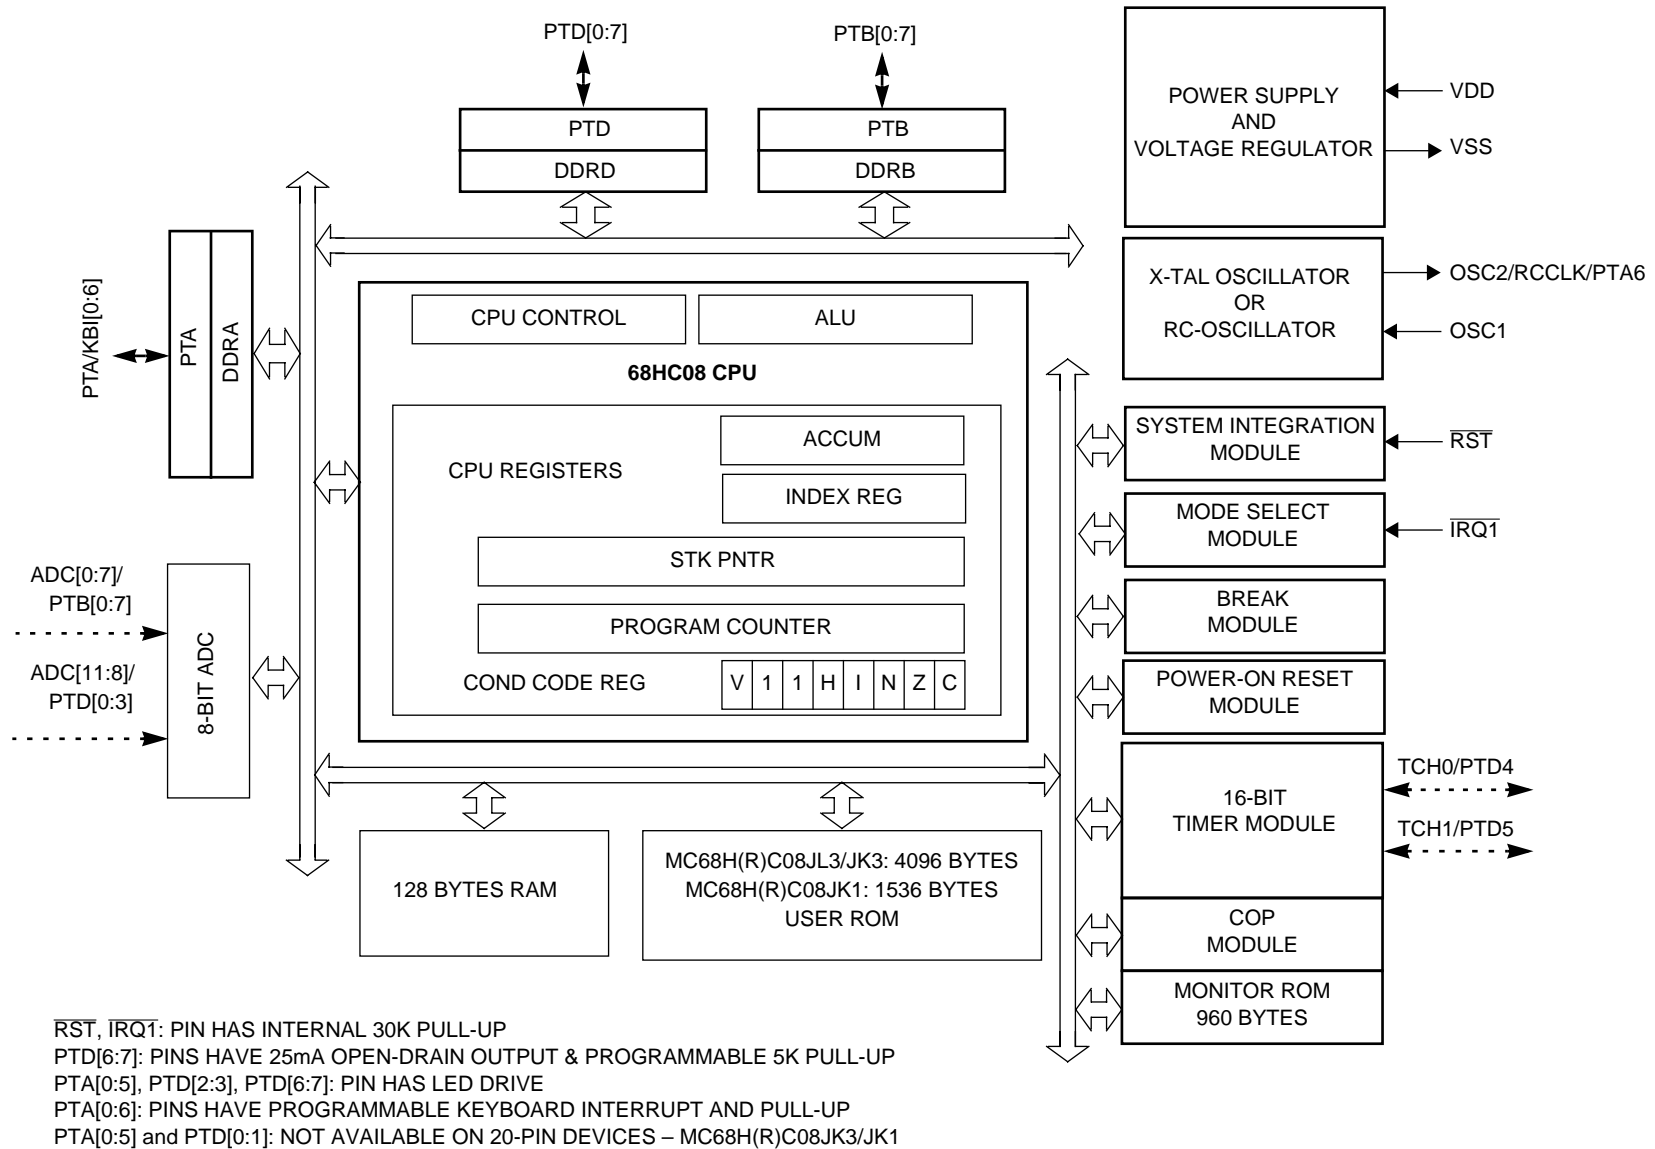 PTD[0:7]
PTB[0:7]
PTD
DDRD
PTB
DDRB
POWER SUPPLY
AND
VOLTAGE REGULATOR
VDD
VSS
X-TAL OSCILLATOR
OR
RC-OSCILLATOR
OSC2/RCCLK/PTA6
OSC1
PTA/KBI[0:6]
PTA
DDRA
CPU CONTROL
ALU
68HC08 CPU
CPU REGISTERS
ACCUM
INDEX REG
STK PNTR
PROGRAM COUNTER
COND CODE REG
V 1 1 H I N Z C
SYSTEM INTEGRATION
MODULE
RST
MODE SELECT
MODULE
IRQ1
BREAK
MODULE
POWER-ON RESET
MODULE
ADC[0:7]/
PTB[0:7]
ADC[11:8]/
PTD[0:3]
8-BIT ADC
16-BIT
TIMER MODULE
TCH0/PTD4
TCH1/PTD5
128 BYTES RAM
MC68H(R)C08JL3/JK3: 4096 BYTES
MC68H(R)C08JK1: 1536 BYTES
USER ROM
COP
MODULE
MONITOR ROM
960 BYTES
RST, IRQ1: PIN HAS INTERNAL 30K PULL-UP
PTD[6:7]: PINS HAVE 25mA OPEN-DRAIN OUTPUT & PROGRAMMABLE 5K PULL-UP
PTA[0:5], PTD[2:3], PTD[6:7]: PIN HAS LED DRIVE
PTA[0:6]: PINS HAVE PROGRAMMABLE KEYBOARD INTERRUPT AND PULL-UP
PTA[0:5] and PTD[0:1]: NOT AVAILABLE ON 20-PIN DEVICES – MC68H(R)C08JK3/JK1